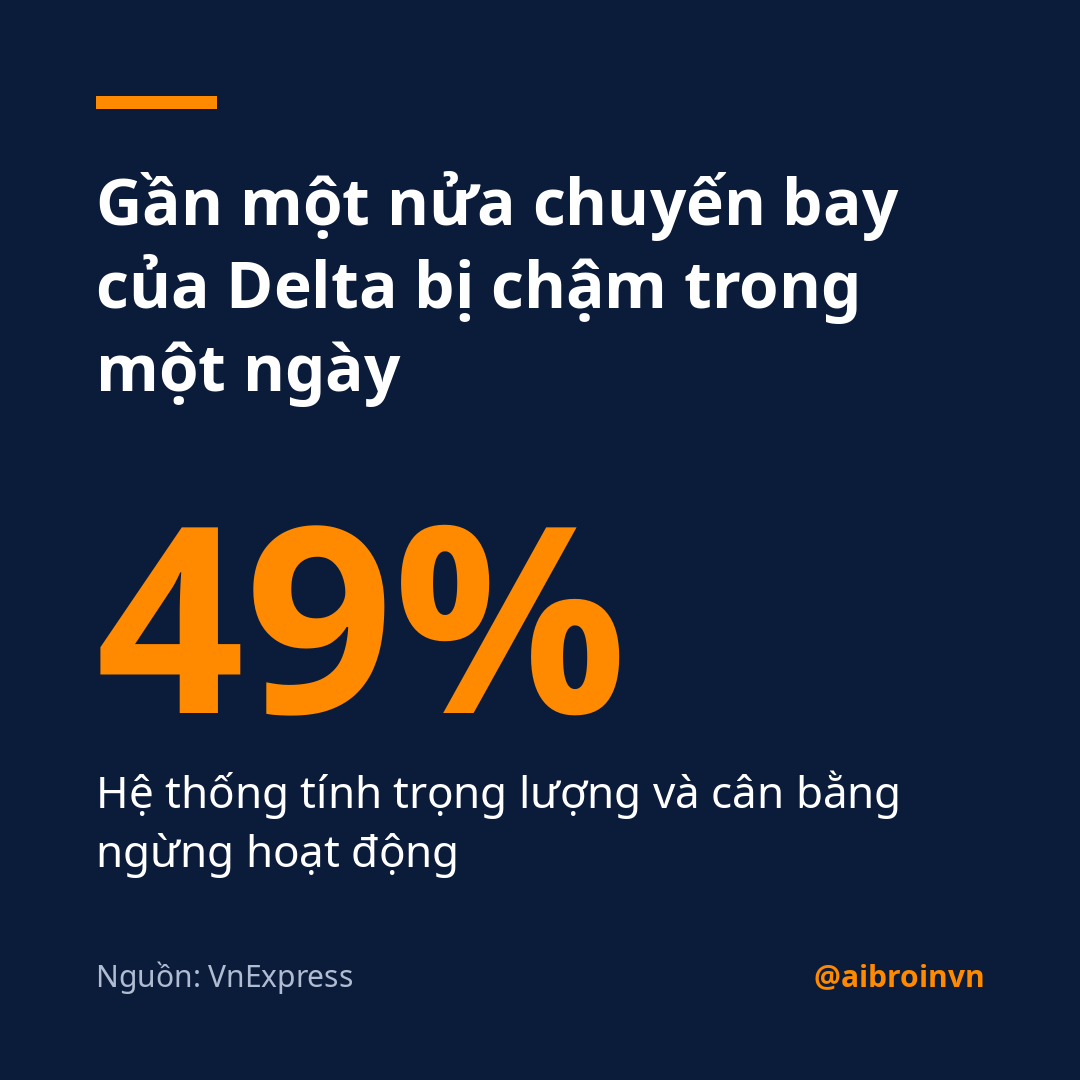 Gần một nửa chuyến bay
của Delta bị chậm trong
một ngày
49%
Hệ thống tính trọng lượng và cân bằng
ngừng hoạt động
Nguồn: VnExpress
@aibroinvn